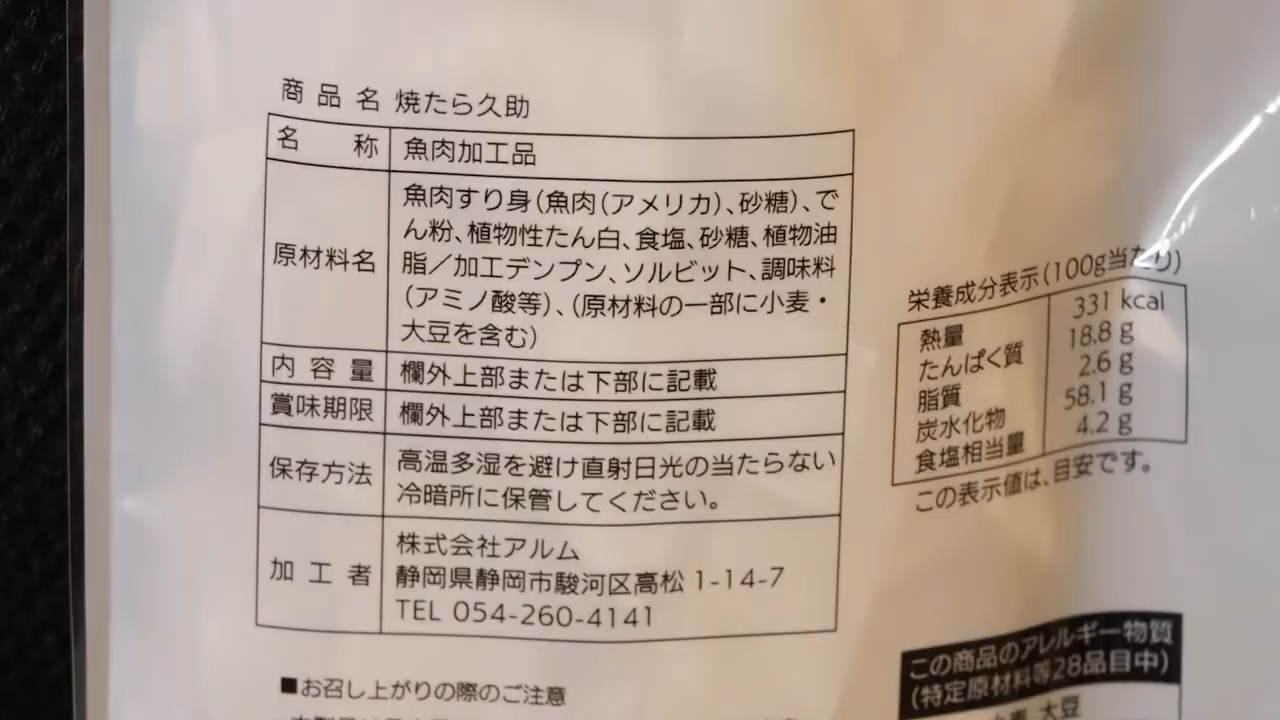 商品名 焼たら久助
名称 魚肉加工品
原材料名 魚肉すり身(魚肉(アメリカ)、砂糖)、で
ん粉、植物性たん白、食塩、砂糖、植物油
脂/加工デンプン、ソルビット、調味料
(アミノ酸等)、(原材料の一部に小麦・
大豆を含む)
内容量 欄外上部または下部に記載
賞味期限 欄外上部または下部に記載
保存方法 高温多湿を避け直射日光の当たらない
冷暗所に保管してください。
加工者 株式会社アルム
静岡県静岡市駿河区高松 1-14-7
TEL 054-260-4141
■お召し上がりの際のご注意
栄養成分表示(100g当たり)
熱量 331 kcal
たんぱく質 18.8 g
脂質 2.6 g
炭水化物 58.1 g
食塩相当量 4.2 g
この表示値は、目安です。
この商品のアレルギー物質
(特定原材料等28品目中)
小麦 大豆